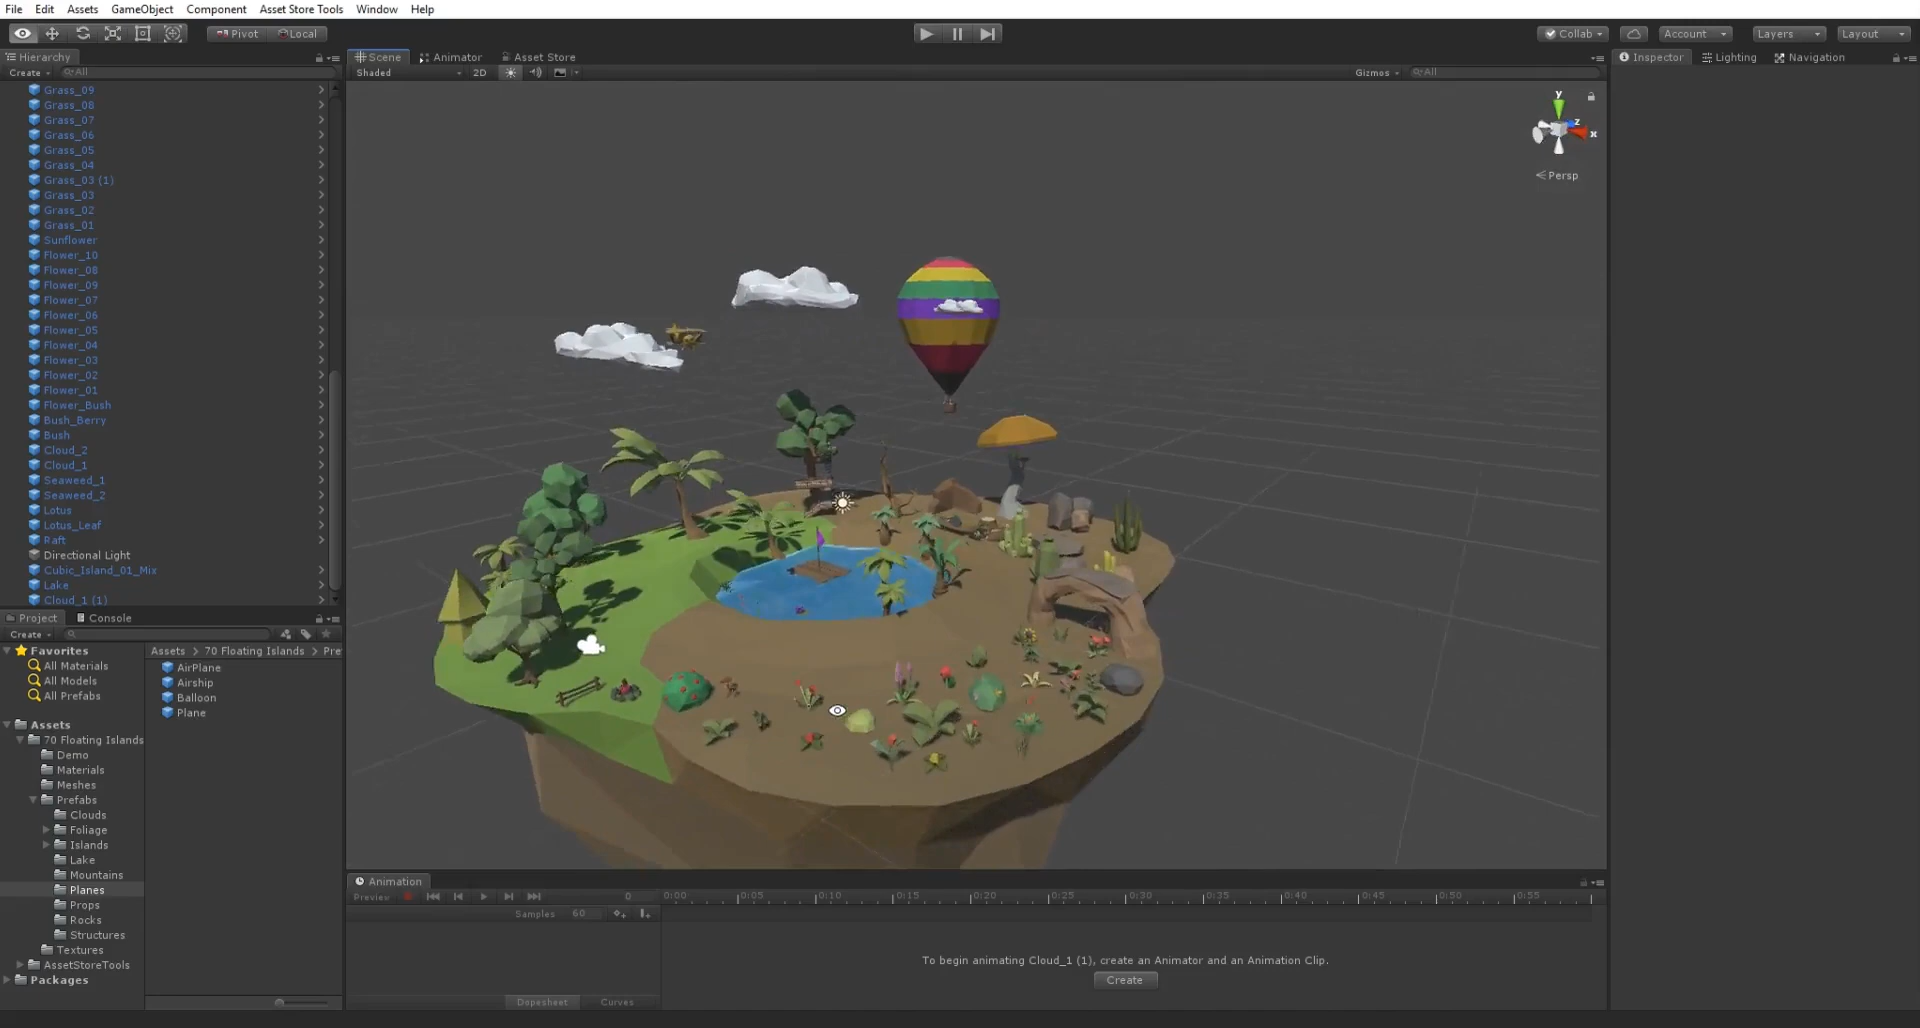 File Edit Assets GameObject Component Asset Store Tools Window Help
Pivot Local Collab Account Layers Layout
Hierarchy Scene Animator Asset Store Inspector Lighting Navigation
Create All Shaded 2D Gizmos All
Grass_09
Grass_08
Grass_07
Grass_06
Grass_05
Grass_04
Grass_03 (1)
Grass_03
Grass_02
Grass_01
Sunflower
Flower_10
Flower_08
Flower_09
Flower_07
Flower_06
Flower_05
Flower_04
Flower_03
Flower_02
Flower_01
Flower_Bush
Bush_Berry
Bush
Cloud_2
Cloud_1
Seaweed_1
Seaweed_2
Lotus
Lotus_Leaf
Raft
Directional Light
Cubic_Island_01_Mix
Lake
Cloud_1 (1)
y
z
x
Persp
Project Console
Create
Favorites
All Materials
All Models
All Prefabs
Assets
70 Floating Islands
Demo
Materials
Meshes
Prefabs
Clouds
Foliage
Islands
Lake
Mountains
Planes
Props
Rocks
Structures
Textures
AssetStoreTools
Packages
Assets > 70 Floating Islands > Pre
AirPlane
Airship
Balloon
Plane
Animation
Preview 0 0:00 0:05 0:10 0:15 0:20 0:25 0:30 0:35 0:40 0:45 0:50 0:55
Samples 60
To begin animating Cloud_1 (1), create an Animator and an Animation Clip.
Create
Dopesheet Curves